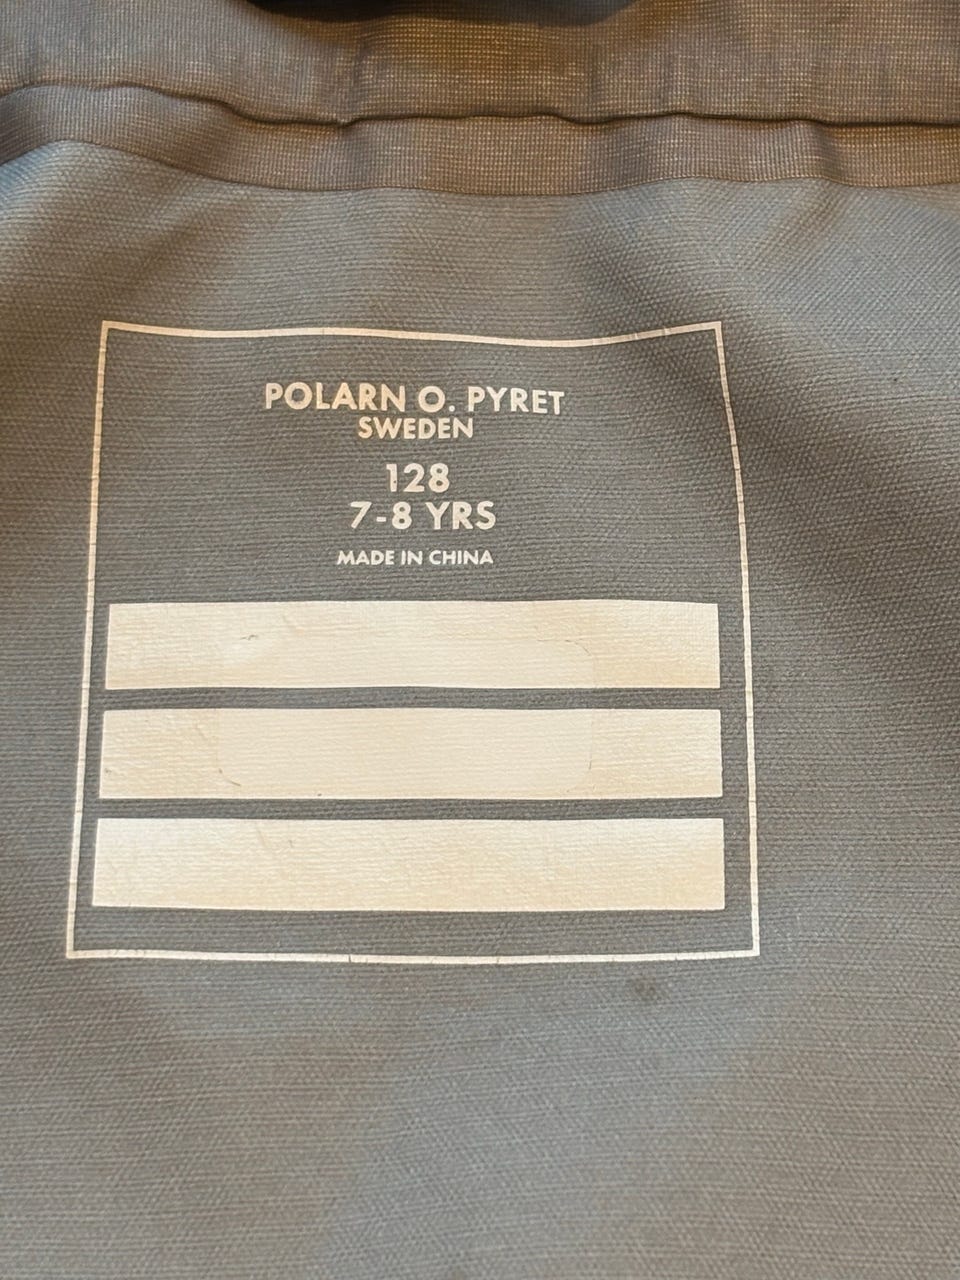 POLARN O. PYRET
SWEDEN
128
7-8 YRS
MADE IN CHINA